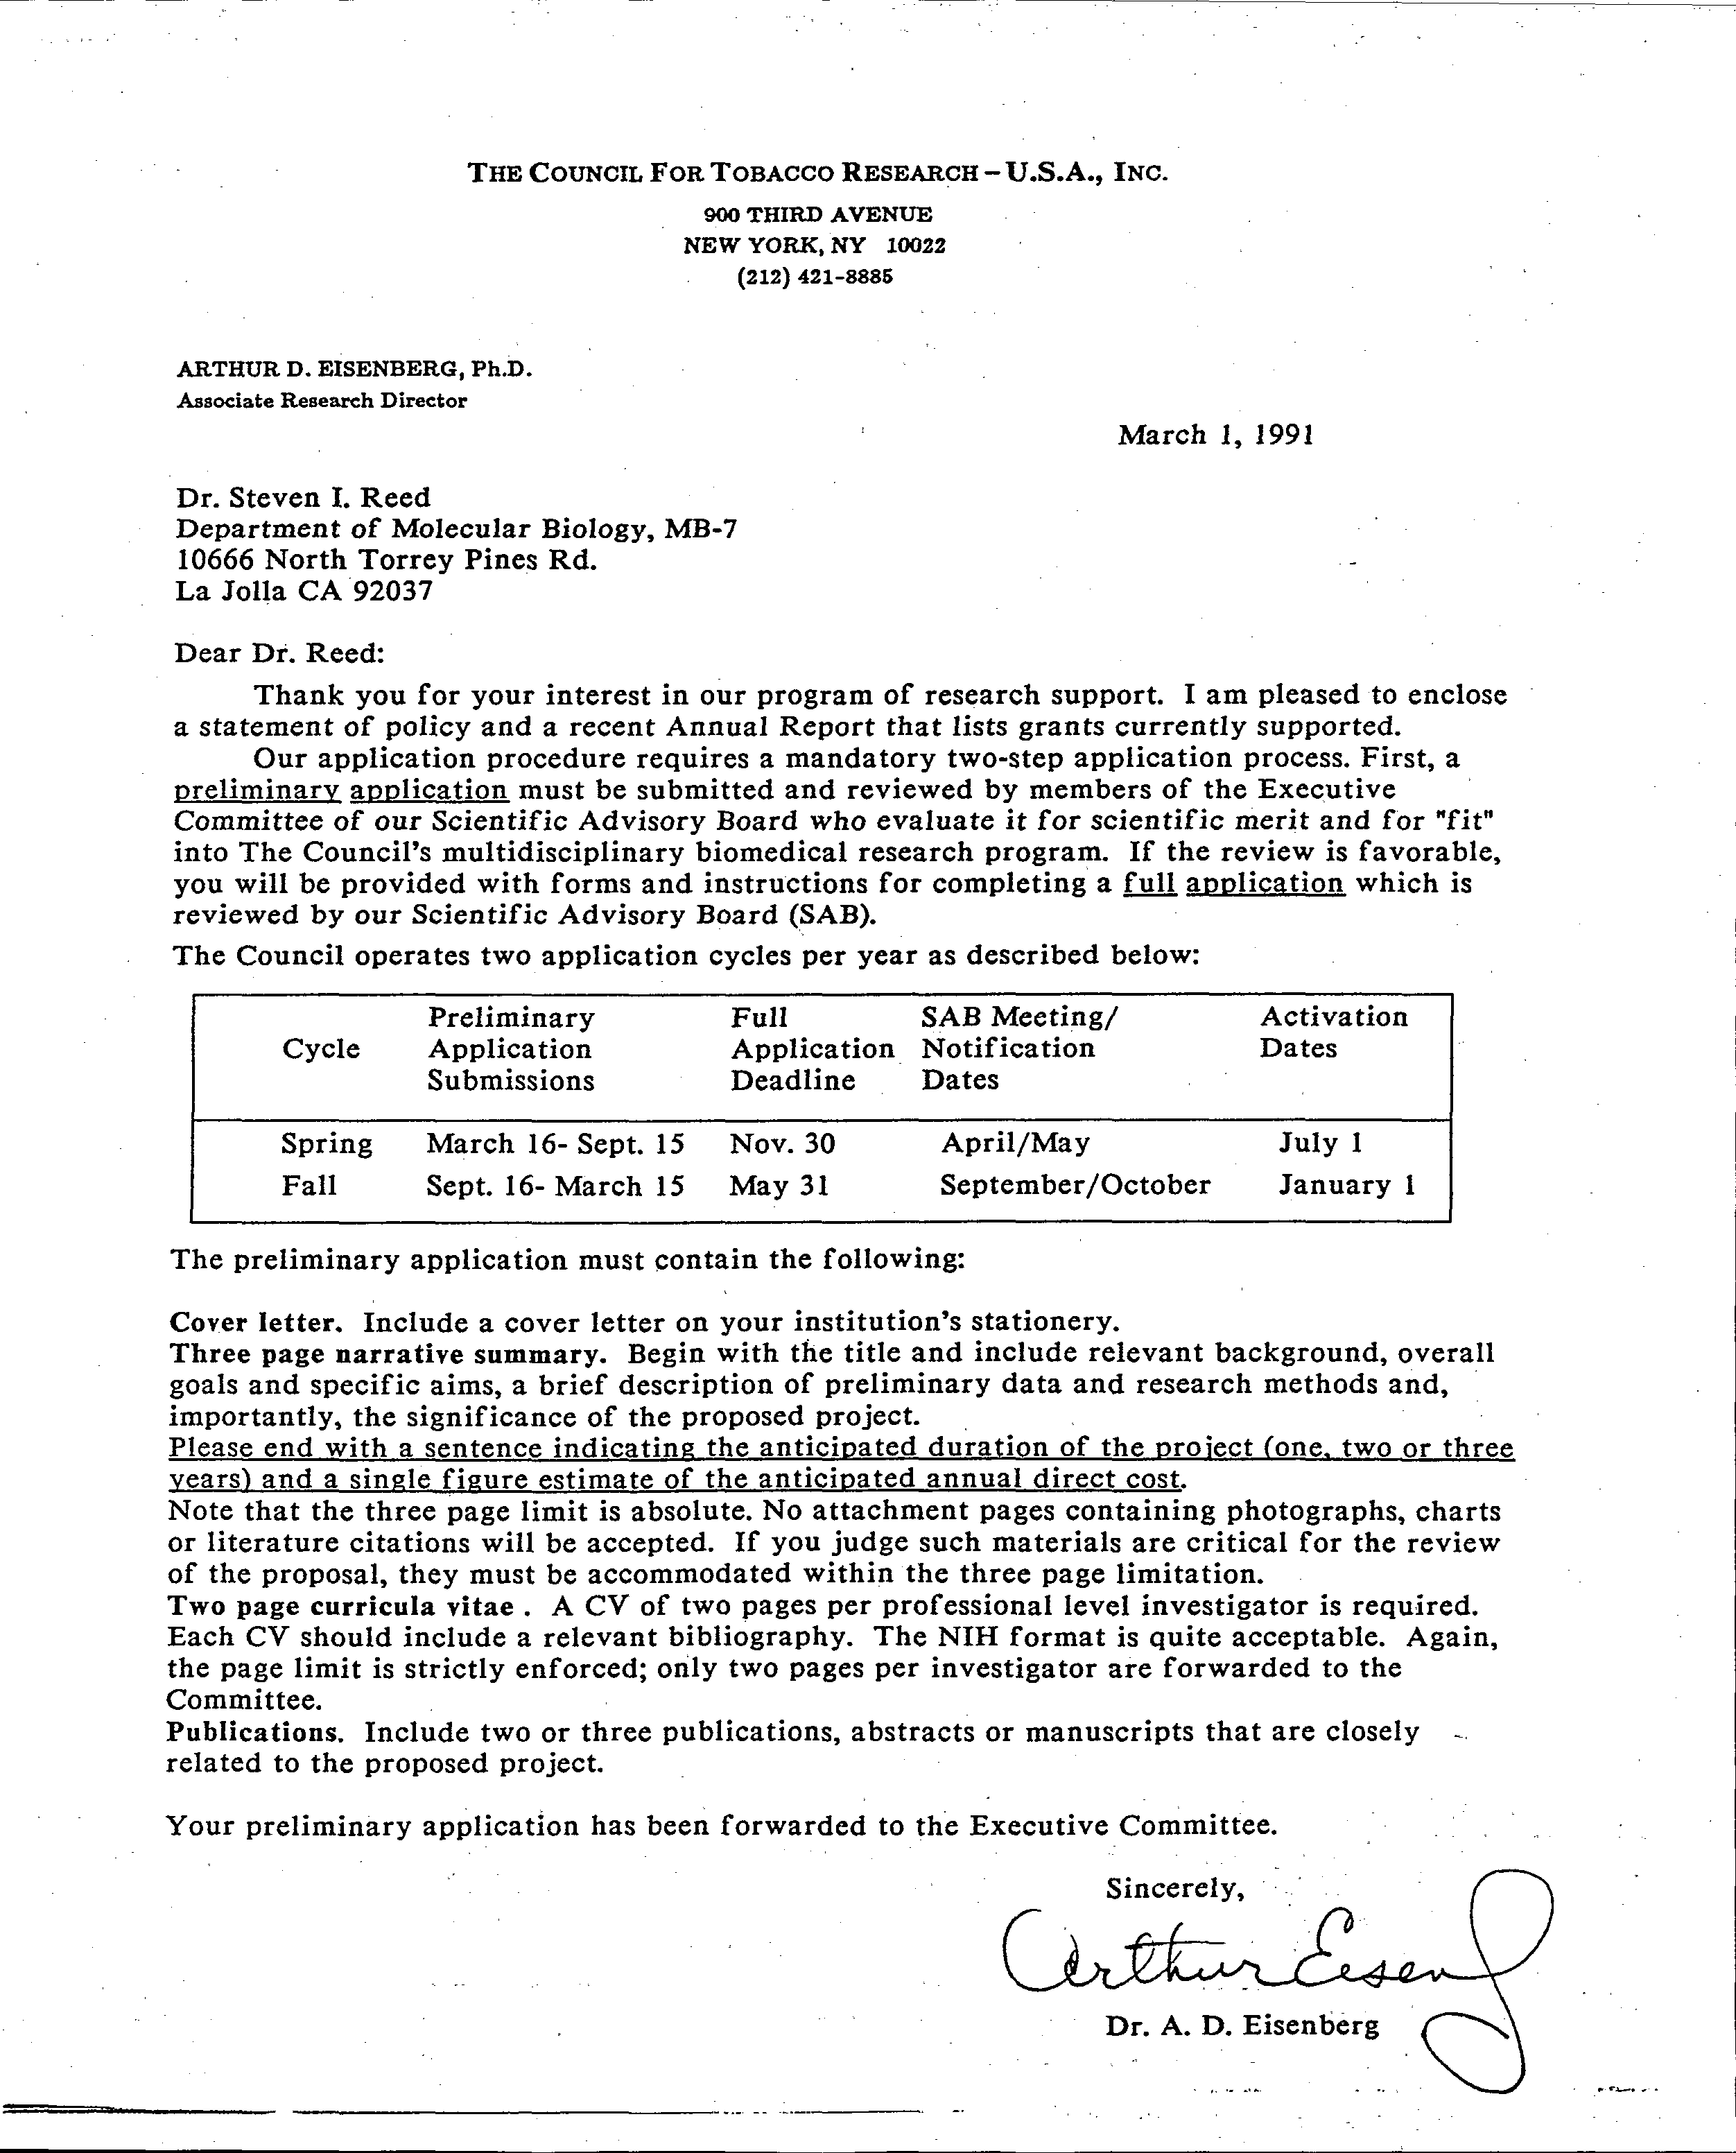 THE COUNCIL FOR TOBACCO RESEARCH – U.S.A., INC.
900 THIRD AVENUE
NEW YORK, NY 10022
(212) 421-8885
ARTHUR D. EISENBERG, Ph.D.
Associate Research Director
March 1, 1991
Dr. Steven I. Reed
Department of Molecular Biology, MB-7
10666 North Torrey Pines Rd.
La Jolla CA 92037
Dear Dr. Reed:
Thank you for your interest in our program of research support. I am pleased to enclose
a statement of policy and a recent Annual Report that lists grants currently supported.
Our application procedure requires a mandatory two-step application process. First, a
preliminary application must be submitted and reviewed by members of the Executive
Committee of our Scientific Advisory Board who evaluate it for scientific merit and for "fit"
into The Council's multidisciplinary biomedical research program. If the review is favorable,
you will be provided with forms and instructions for completing a full application which is
reviewed by our Scientific Advisory Board (SAB).
The Council operates two application cycles per year as described below:
Preliminary Full SAB Meeting/ Activation
Cycle Application Application Notification Dates
Submissions Deadline Dates
Spring March 16- Sept. 15 Nov. 30 April/May July 1
Fall Sept. 16- March 15 May 31 September/October January 1
The preliminary application must contain the following:
Cover letter. Include a cover letter on your institution's stationery.
Three page narrative summary. Begin with the title and include relevant background, overall
goals and specific aims, a brief description of preliminary data and research methods and,
importantly, the significance of the proposed project.
Please end with a sentence indicating the anticipated duration of the project (one, two or three
years) and a single figure estimate of the anticipated annual direct cost.
Note that the three page limit is absolute. No attachment pages containing photographs, charts
or literature citations will be accepted. If you judge such materials are critical for the review
of the proposal, they must be accommodated within the three page limitation.
Two page curricula vitae . A CV of two pages per professional level investigator is required.
Each CV should include a relevant bibliography. The NIH format is quite acceptable. Again,
the page limit is strictly enforced; only two pages per investigator are forwarded to the
Committee.
Publications. Include two or three publications, abstracts or manuscripts that are closely
related to the proposed project.
Your preliminary application has been forwarded to the Executive Committee.
Sincerely,
Arthur Eisenberg
Dr. A. D. Eisenberg